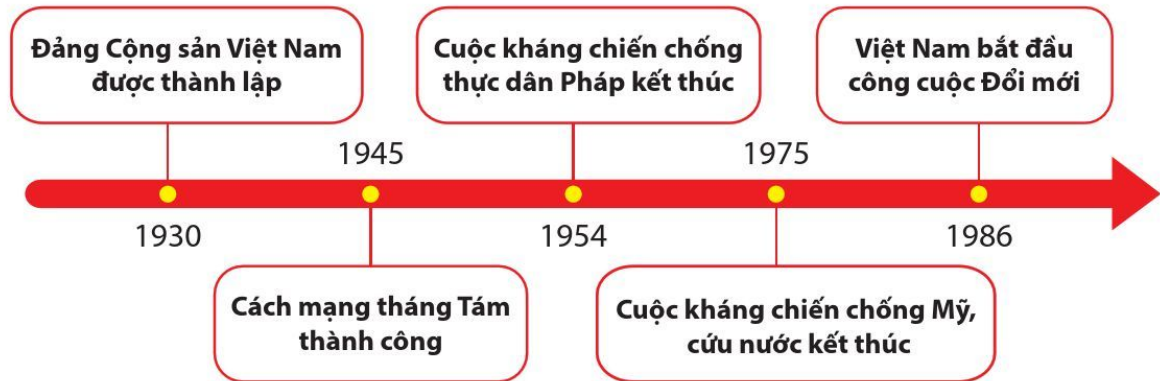 Đảng Cộng sản Việt Nam
được thành lập
Cuộc kháng chiến chống
thực dân Pháp kết thúc
Việt Nam bắt đầu
công cuộc Đổi mới
1945
1975
1930
1954
1986
Cách mạng tháng Tám
thành công
Cuộc kháng chiến chống Mỹ,
cứu nước kết thúc